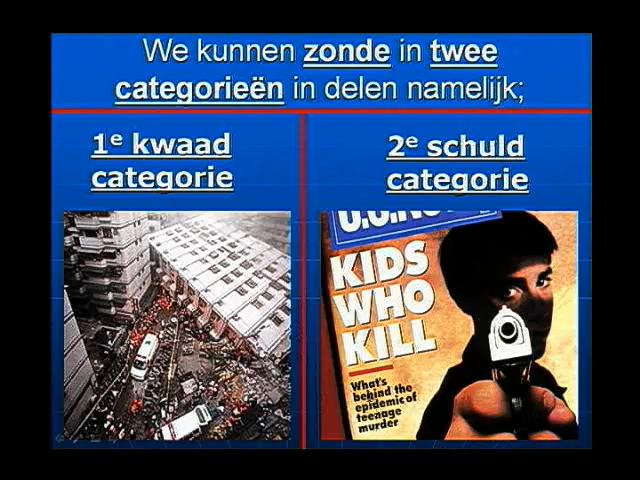 We kunnen zonde in twee
categorieën in delen namelijk;
1e kwaad
categorie
2e schuld
categorie
KIDS
WHO
KILL
What's
behind the
epidemic of
teenage
murder